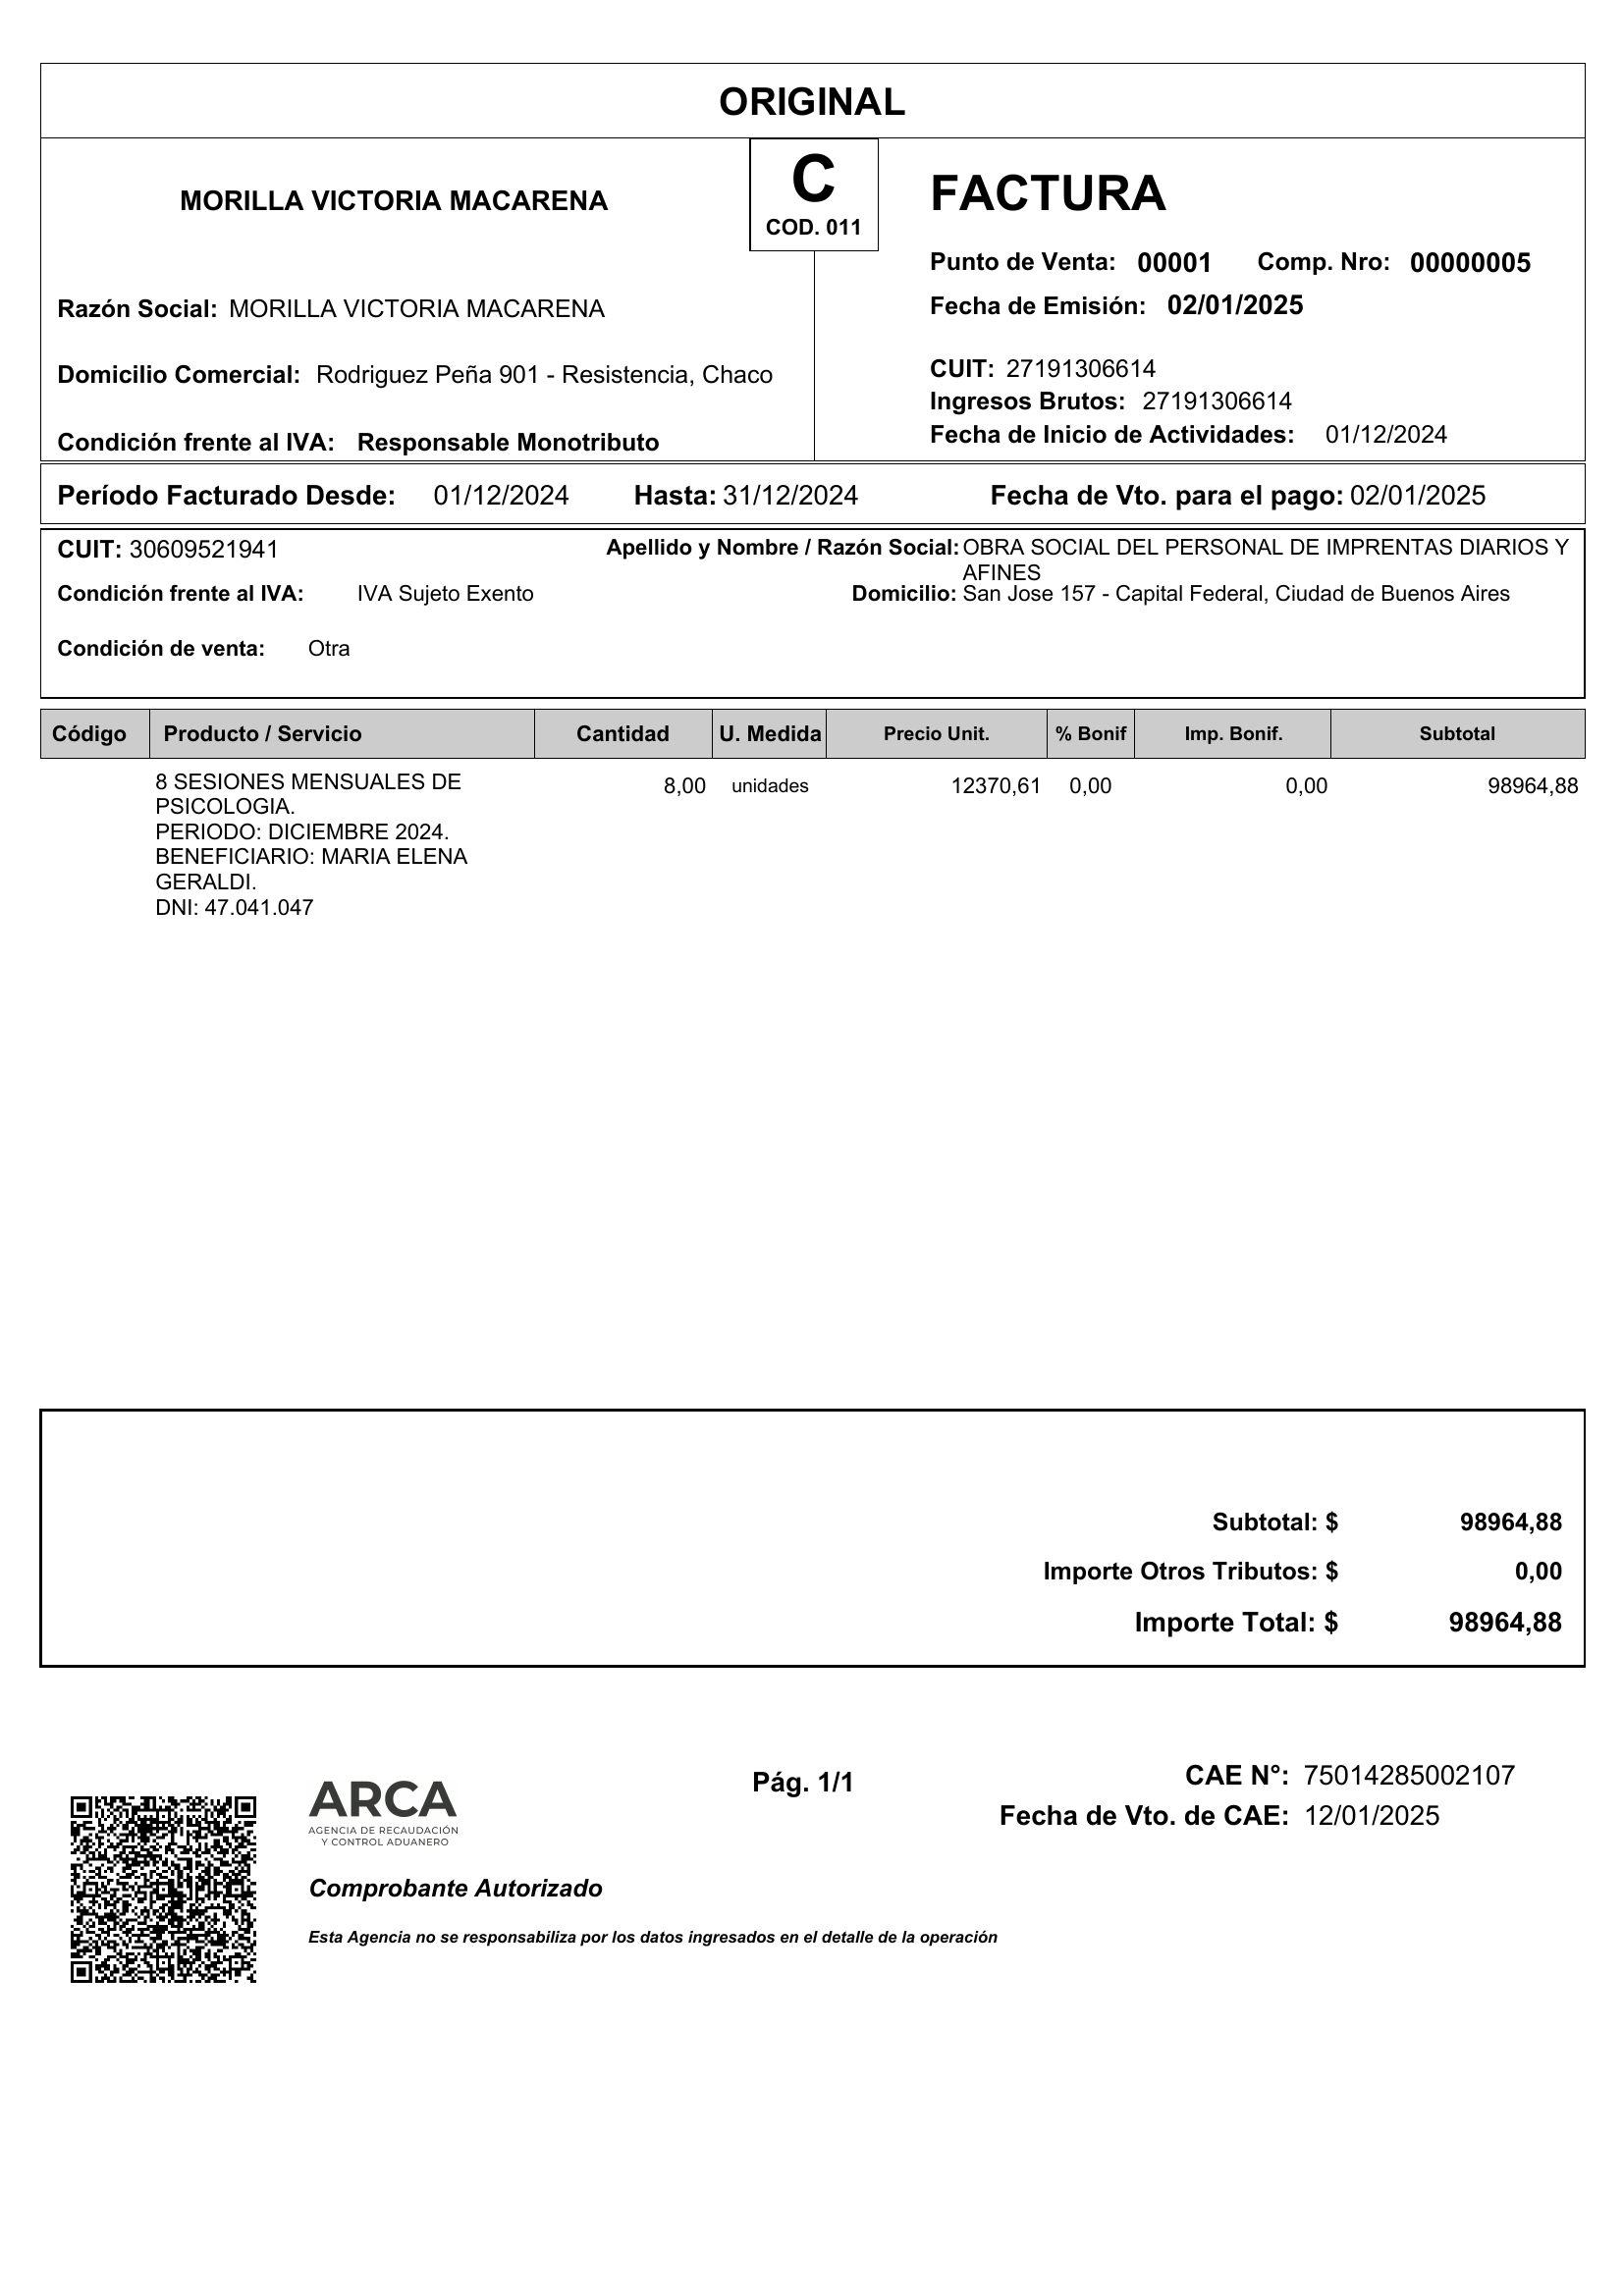 ORIGINAL
MORILLA VICTORIA MACARENA
C
COD. 011
FACTURA
Punto de Venta: 00001 Comp. Nro: 00000005
Fecha de Emisión: 02/01/2025
Razón Social: MORILLA VICTORIA MACARENA
Domicilio Comercial: Rodriguez Peña 901 - Resistencia, Chaco
Condición frente al IVA: Responsable Monotributo
CUIT: 27191306614
Ingresos Brutos: 27191306614
Fecha de Inicio de Actividades: 01/12/2024
Período Facturado Desde: 01/12/2024 Hasta: 31/12/2024 Fecha de Vto. para el pago: 02/01/2025
CUIT: 30609521941
Apellido y Nombre / Razón Social: OBRA SOCIAL DEL PERSONAL DE IMPRENTAS DIARIOS Y
AFINES
Condición frente al IVA: IVA Sujeto Exento
Domicilio: San Jose 157 - Capital Federal, Ciudad de Buenos Aires
Condición de venta: Otra
Código Producto / Servicio Cantidad U. Medida Precio Unit. % Bonif Imp. Bonif. Subtotal
8 SESIONES MENSUALES DE 8,00 unidades 12370,61 0,00 0,00 98964,88
PSICOLOGIA.
PERIODO: DICIEMBRE 2024.
BENEFICIARIO: MARIA ELENA
GERALDI.
DNI: 47.041.047
Subtotal: $ 98964,88
Importe Otros Tributos: $ 0,00
Importe Total: $ 98964,88
ARCA
AGENCIA DE RECAUDACIÓN
Y CONTROL ADUANERO
Comprobante Autorizado
Esta Agencia no se responsabiliza por los datos ingresados en el detalle de la operación
Pág. 1/1
CAE N°: 75014285002107
Fecha de Vto. de CAE: 12/01/2025